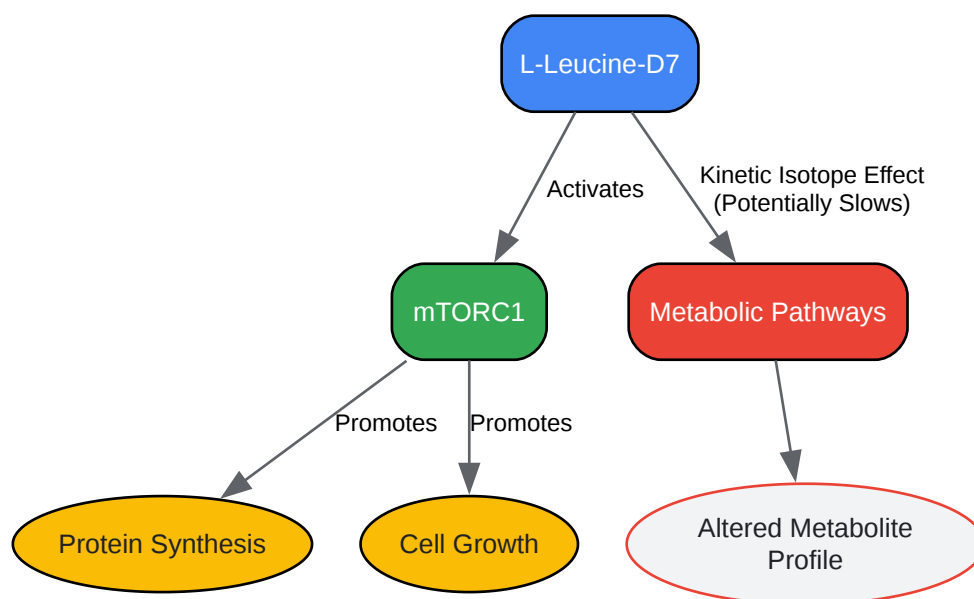 L-Leucine-D7
Activates
Kinetic Isotope Effect
(Potentially Slows)
mTORC1
Metabolic Pathways
Promotes
Promotes
Protein Synthesis
Cell Growth
Altered Metabolite
Profile